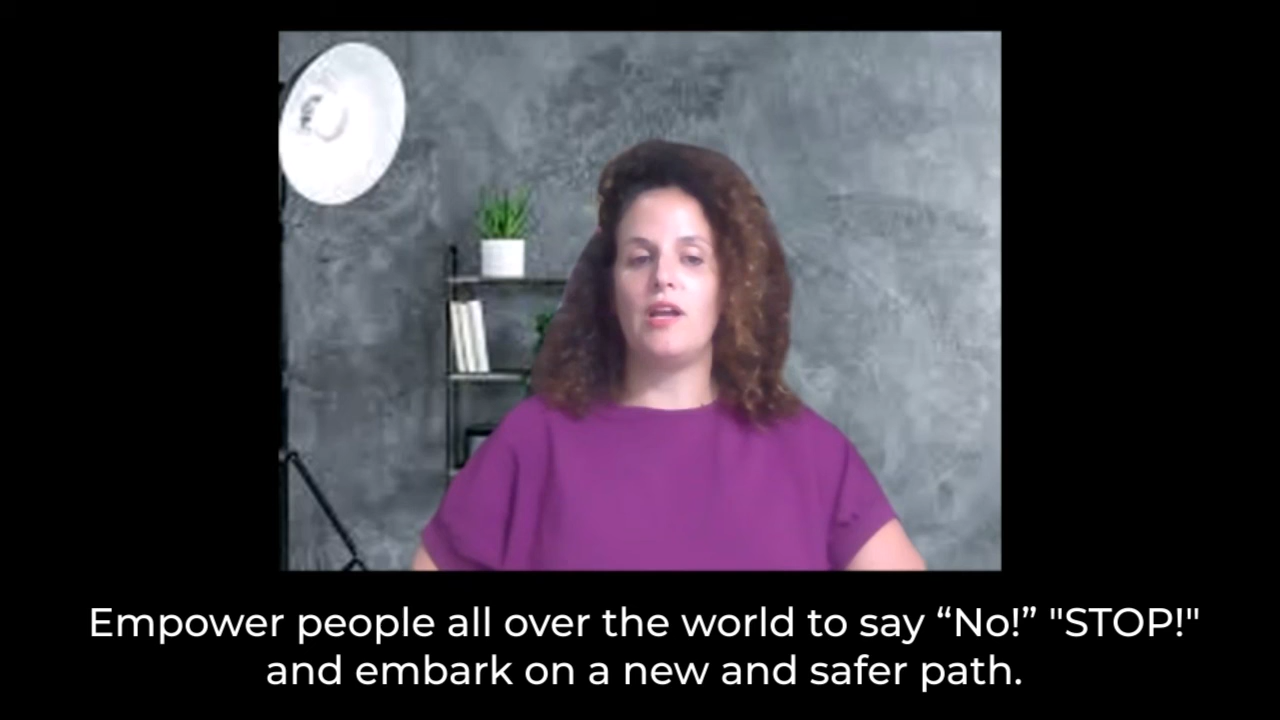 Empower people all over the world to say “No!” "STOP!"
and embark on a new and safer path.